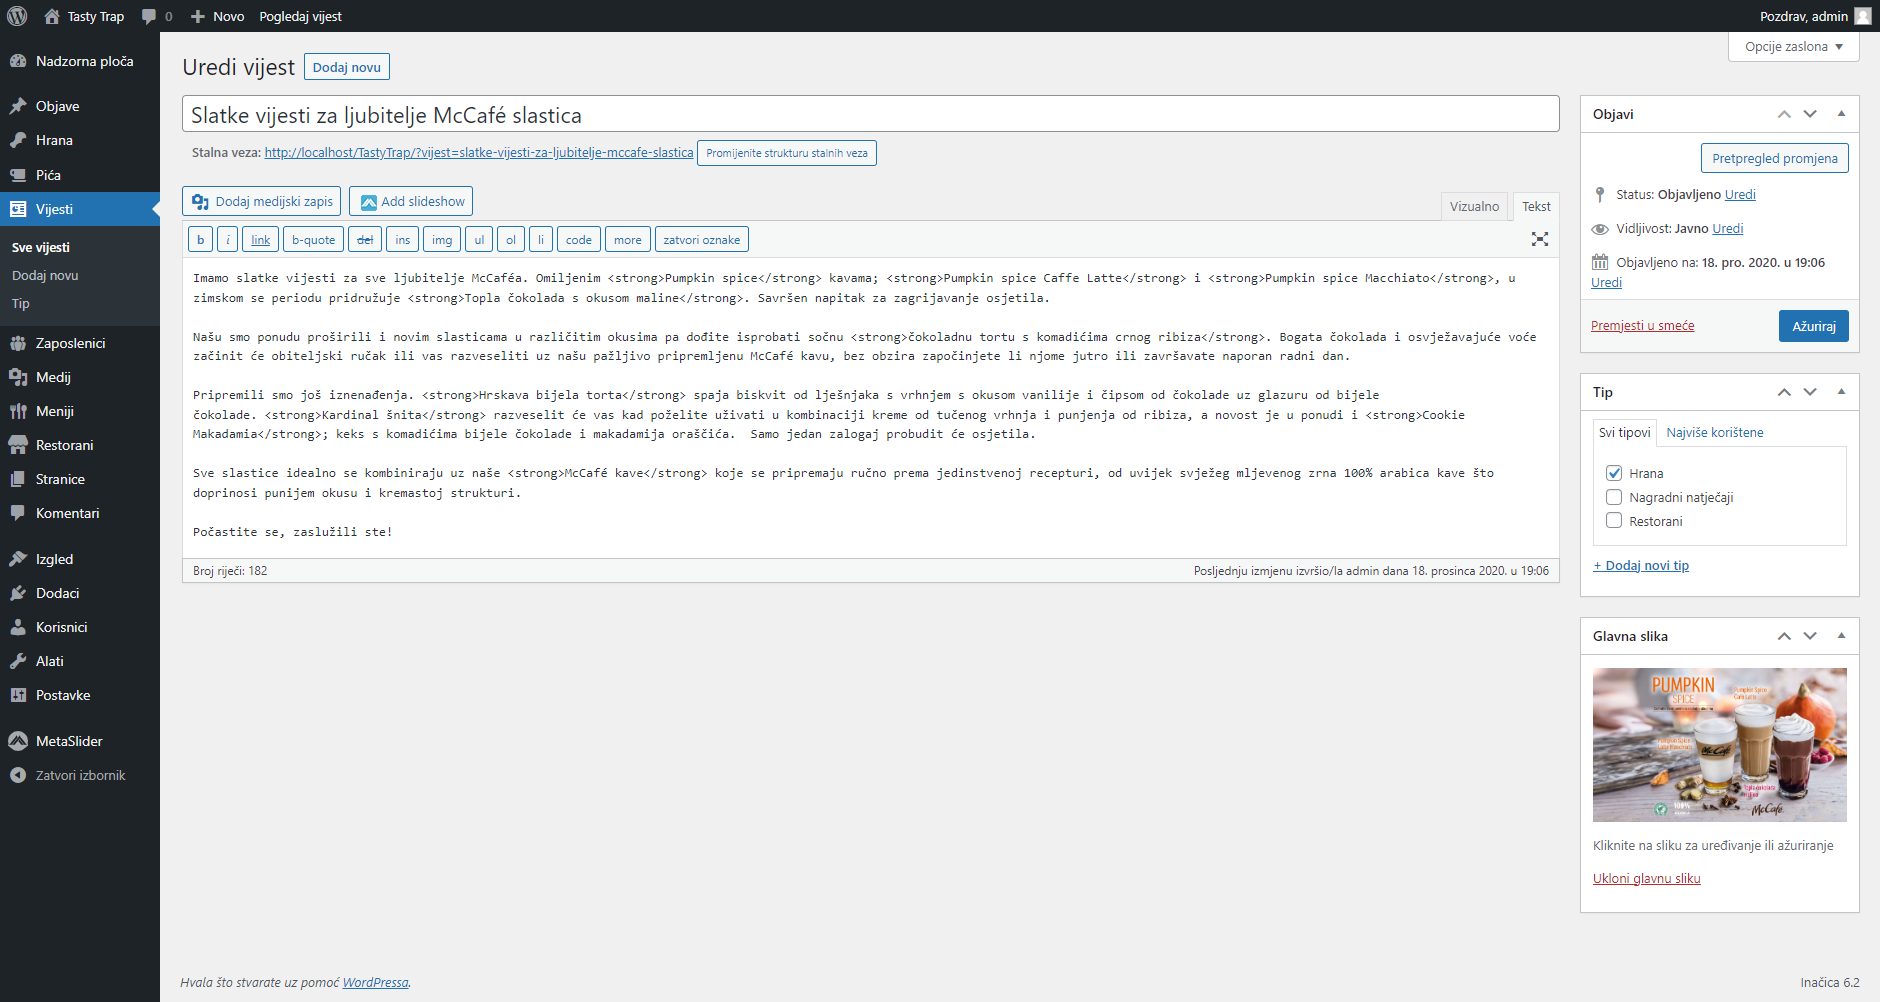 Tasty Trap 0 Novo Pogledaj vijest Pozdrav, admin
Opcije zaslona
Nadzorna ploča
Objave
Hrana
Pića
Vijesti
Sve vijesti
Dodaj novu
Tip
Zaposlenici
Medij
Meniji
Restorani
Stranice
Komentari
Izgled
Dodaci
Korisnici
Alati
Postavke
MetaSlider
Zatvori izbornik
Uredi vijest Dodaj novu
Slatke vijesti za ljubitelje McCafé slastica
Stalna veza: http://localhost/TastyTrap/?vijest=slatke-vijesti-za-ljubitelje-mccafe-slastica Promijenite strukturu stalnih veza
Dodaj medijski zapis Add slideshow Vizualno Tekst
b i link b-quote del ins img ul ol li code more zatvori oznake
Imamo slatke vijesti za sve ljubitelje McCaféa. Omiljenim <strong>Pumpkin spice</strong> kavama; <strong>Pumpkin spice Caffe Latte</strong> i <strong>Pumpkin spice Macchiato</strong>, u
zimskom se periodu pridružuje <strong>Topla čokolada s okusom maline</strong>. Savršen napitak za zagrijavanje osjetila.
Našu smo ponudu proširili i novim slasticama u različitim okusima pa dođite isprobati sočnu <strong>čokoladnu tortu s komadićima crnog ribiza</strong>. Bogata čokolada i osvježavajuće voće
začinit će obiteljski ručak ili vas razveseliti uz našu pažljivo pripremljenu McCafé kavu, bez obzira započinjete li njome jutro ili završavate naporan radni dan.
Pripremili smo još iznenađenja. <strong>Hrskava bijela torta</strong> spaja biskvit od lješnjaka s vrhnjem s okusom vanilije i čipsom od čokolade uz glazuru od bijele
čokolade. <strong>Kardinal šnita</strong> razveselit će vas kad poželite uživati u kombinaciji kreme od tučenog vrhnja i punjenja od ribiza, a novost je u ponudi i <strong>Cookie
Makadamia</strong>; keks s komadićima bijele čokolade i makadamija oraščića.  Samo jedan zalogaj probudit će osjetila.
Sve slastice idealno se kombiniraju uz naše <strong>McCafé kave</strong> koje se pripremaju ručno prema jedinstvenoj recepturi, od uvijek svježeg mljevenog zrna 100% arabica kave što
doprinosi punijem okusu i kremastoj strukturi.
Počastite se, zaslužili ste!
Broj riječi: 182 Posljednju izmjenu izvršio/la admin dana 18. prosinca 2020. u 19:06
Objavi
Pretpregled promjena
Status: Objavljeno Uredi
Vidljivost: Javno Uredi
Objavljeno na: 18. pro. 2020. u 19:06
Uredi
Premjesti u smeće Ažuriraj
Tip
Svi tipovi Najviše korištene
Hrana
Nagradni natječaji
Restorani
+ Dodaj novi tip
Glavna slika
PUMPKIN
SPICE
McCafé
Kliknite na sliku za uređivanje ili ažuriranje
Ukloni glavnu sliku
Hvala što stvarate uz pomoć WordPressa. Inačica 6.2